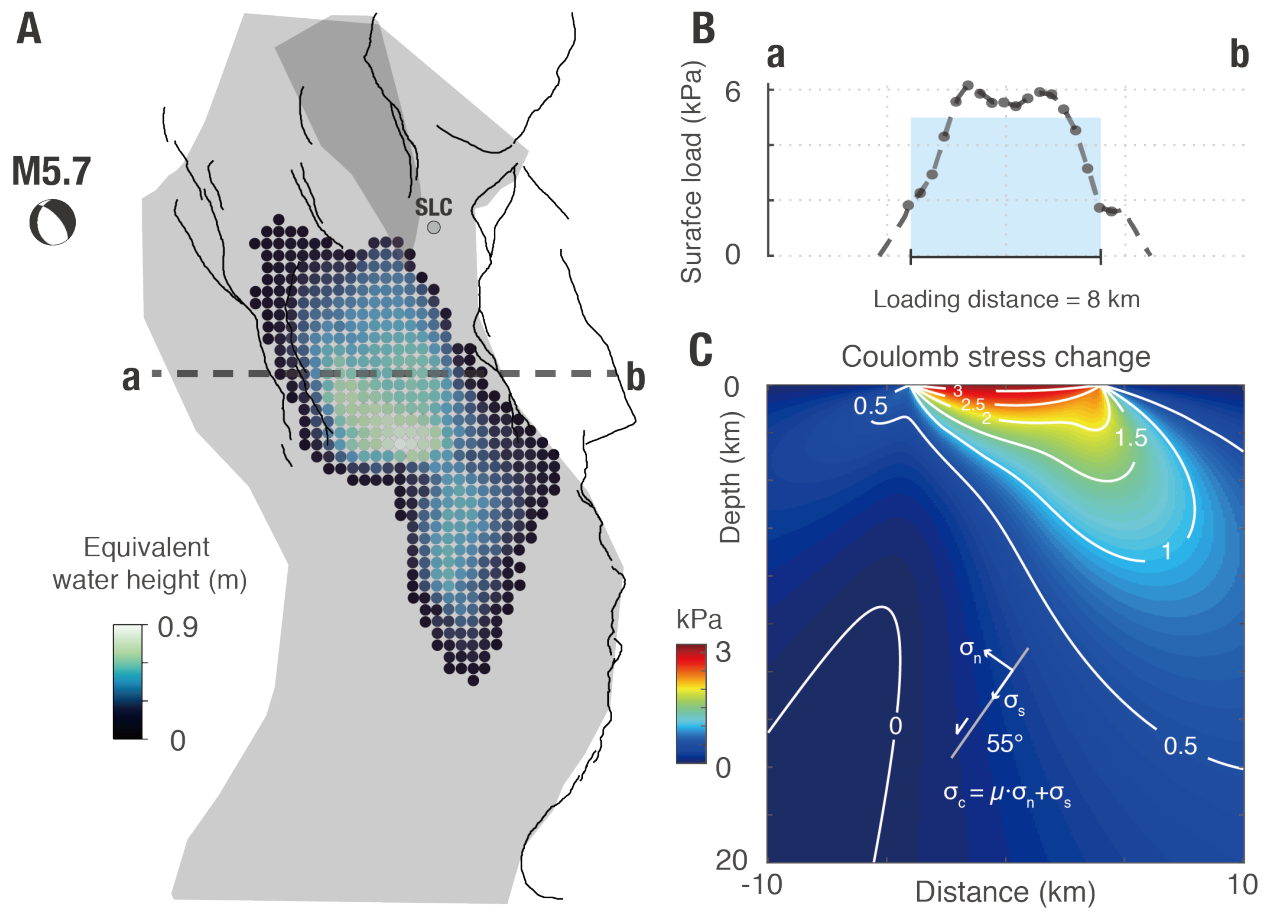 A
M5.7
SLC
a
b
Equivalent
water height (m)
0.9
0
B
a
b
Surafce load (kPa)
6
0
Loading distance = 8 km
C
Coulomb stress change
0
Depth (km)
20
0.5
3
2.5
2
1.5
1
0
0.5
σn
σs
55°
σc = μ·σn+σs
kPa
3
0
-10
Distance (km)
10